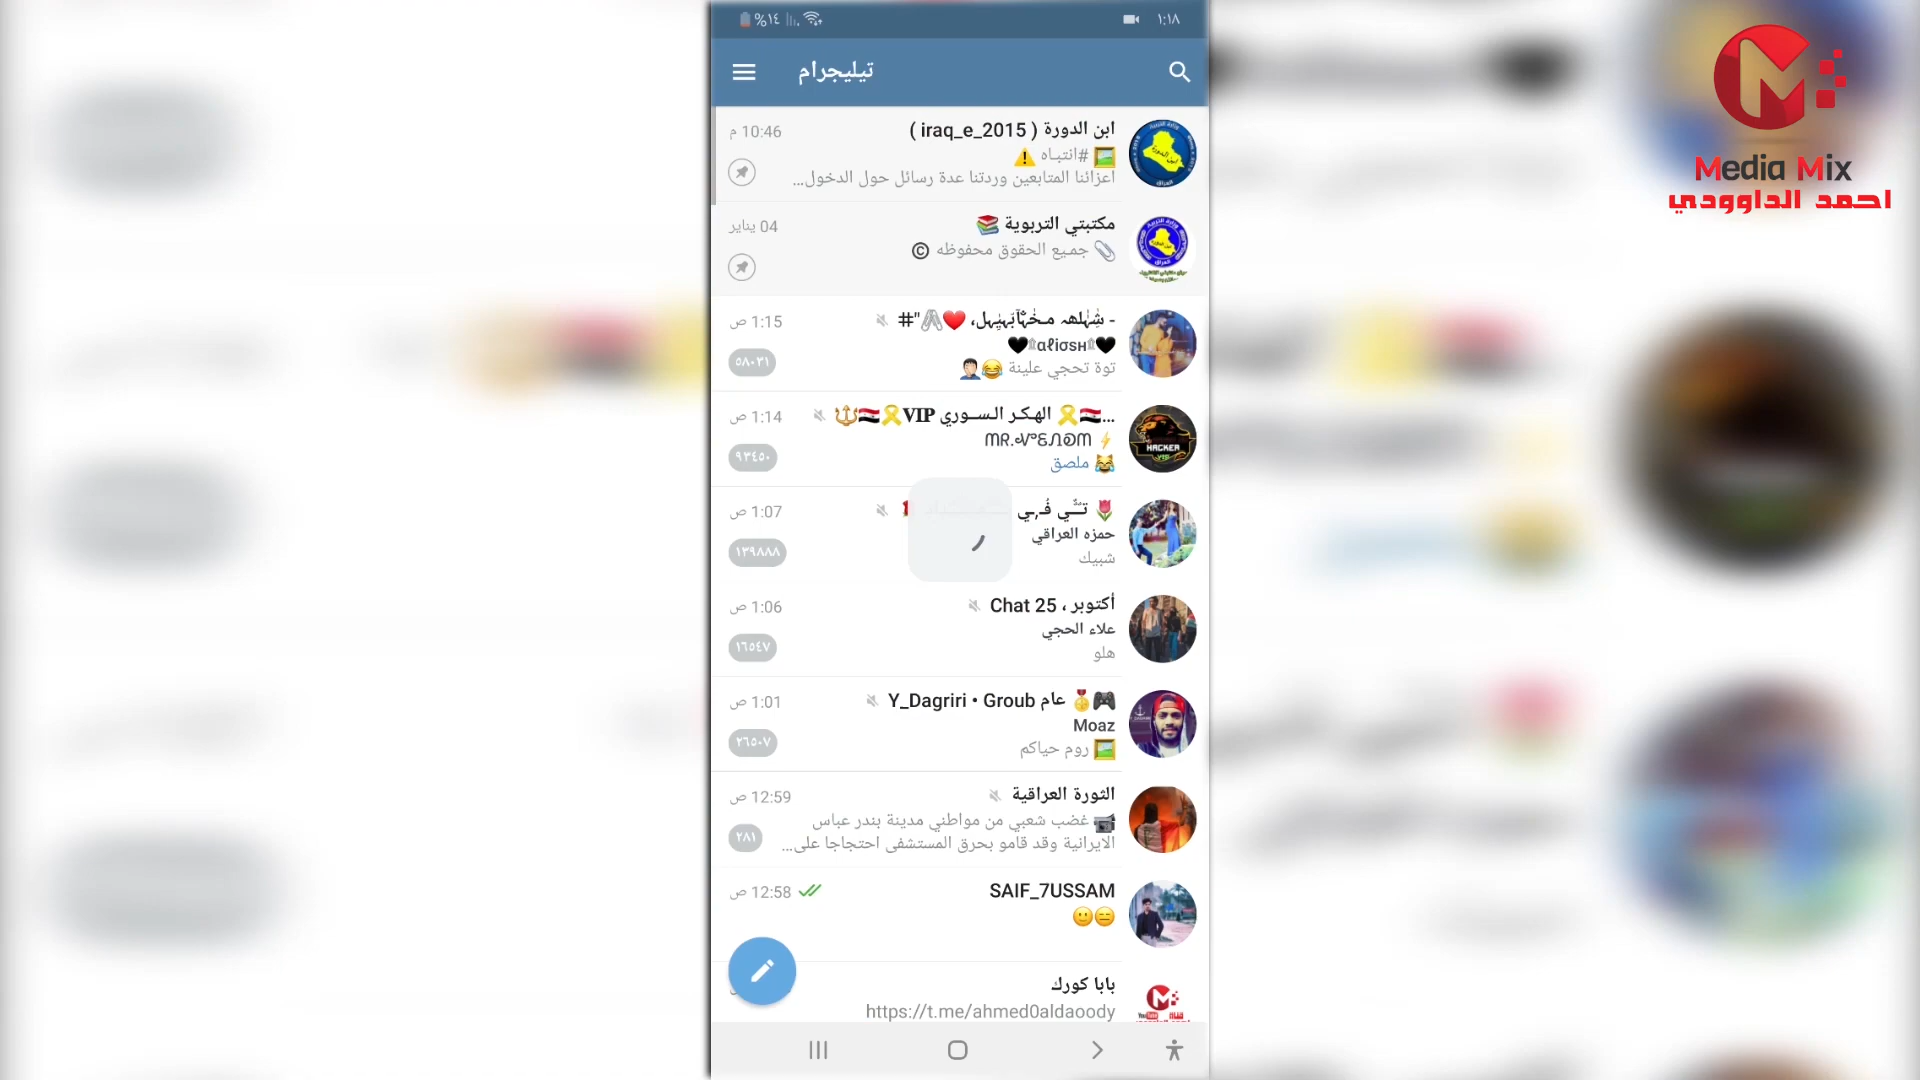 %١٤
١:١٨
تيليجرام
ابن الدورة ( iraq_e_2015 )
10:46 م
#انتباه
اعزائنا المتابعين وردتنا عدة رسائل حول الدخول...
مكتبتي التربوية
04 يناير
جميع الحقوق محفوظه ©
1:15 ص
توة تحجي علينة
٥٨٠٣١
...الهكر السوري VIP
1:14 ص
ملصق
٩٣٤٥٠
1:07 ص
حمزه العراقي
شبيك
١٣٩٨٨٨
أكتوبر ، Chat 25
1:06 ص
علاء الحجي
هلو
١٦٥٤٧
عام Y_Dagriri • Groub
1:01 ص
Moaz
روم حياكم
٢٦٥٠٧
الثورة العراقية
12:59 ص
غضب شعبي من مواطني مدينة بندر عباس
الايرانية وقد قامو بحرق المستشفى احتجاجا على...
٢٨١
SAIF_7USSAM
12:58 ص
بابا كورك
https://t.me/ahmed0aldaoody
Media Mix
احمد الداوودي